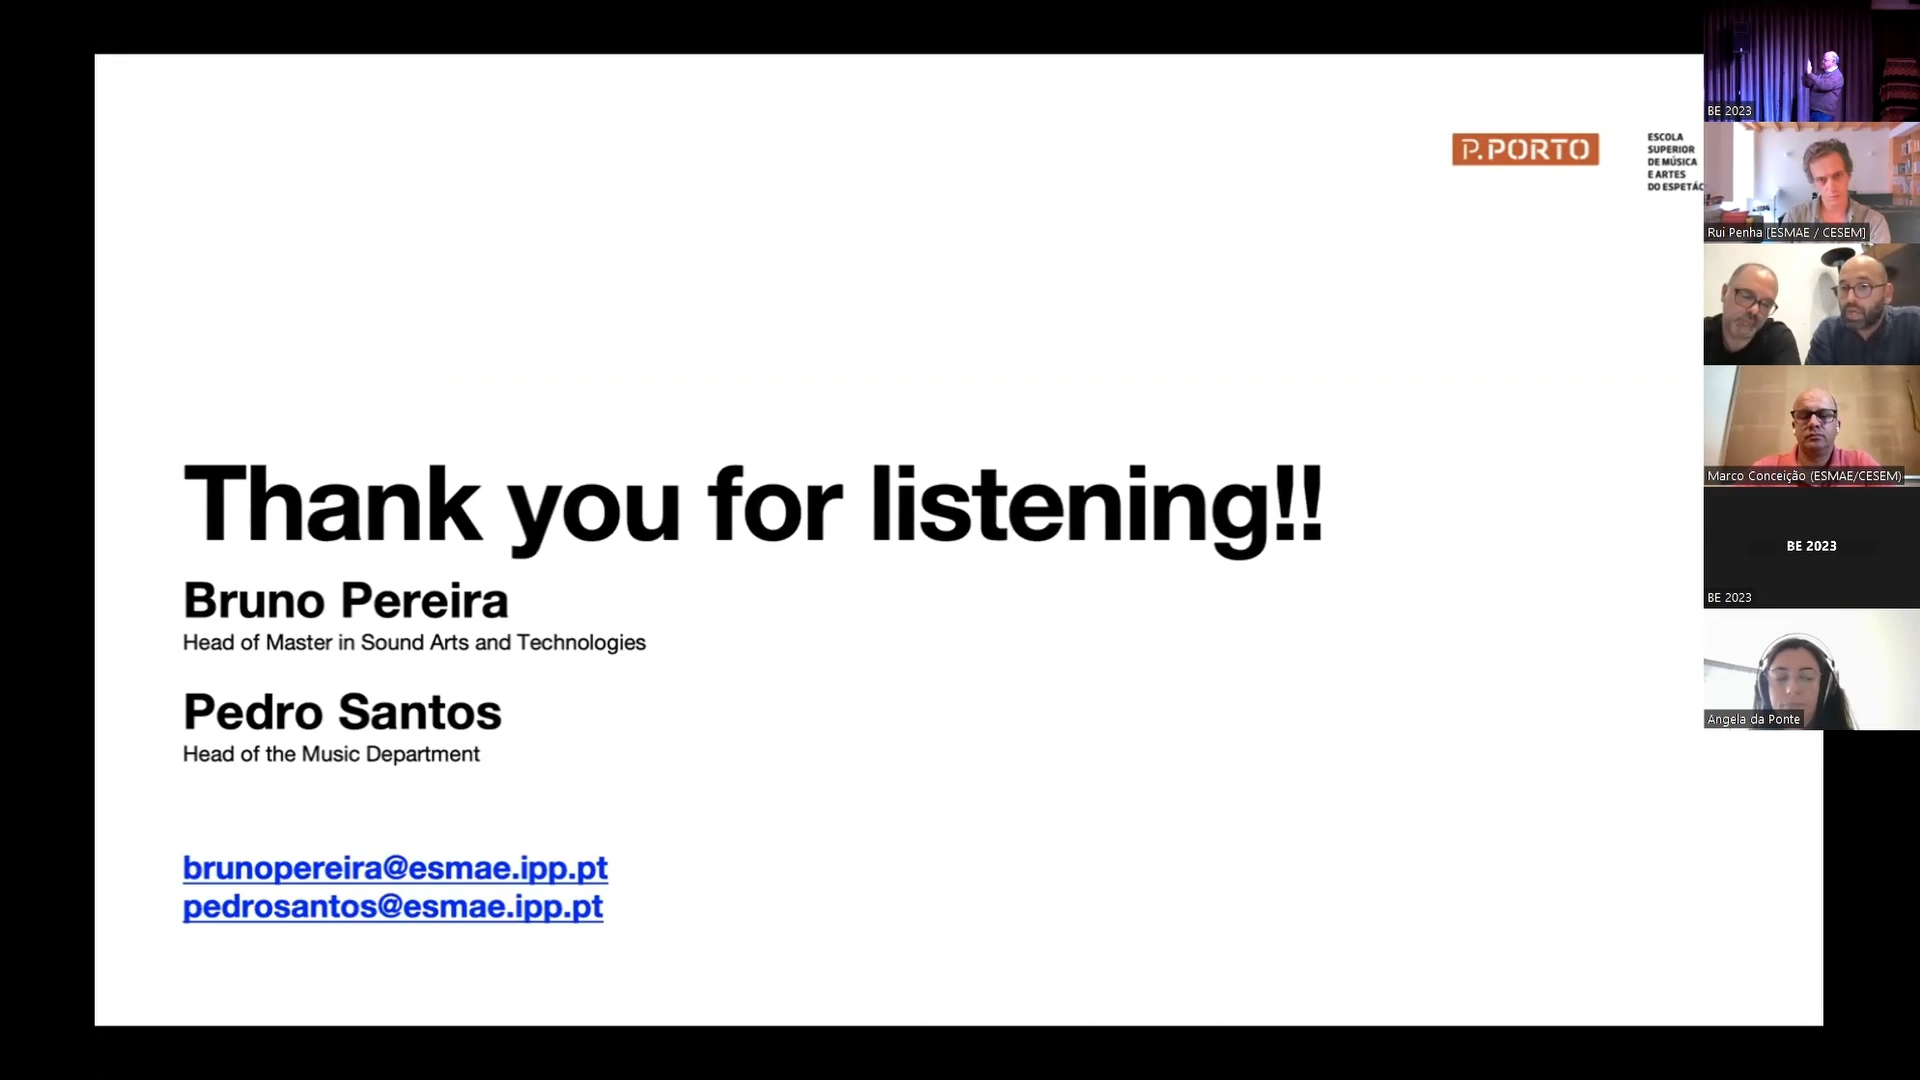 P.PORTO
ESCOLA
SUPERIOR
DE MÚSICA
E ARTES
DO ESPETÁC
Thank you for listening!!
Bruno Pereira
Head of Master in Sound Arts and Technologies
Pedro Santos
Head of the Music Department
brunopereira@esmae.ipp.pt
pedrosantos@esmae.ipp.pt
BE 2023
Rui Penha [ESMAE / CESEM]
Marco Conceição (ESMAE/CESEM)
BE 2023
BE 2023
Angela da Ponte